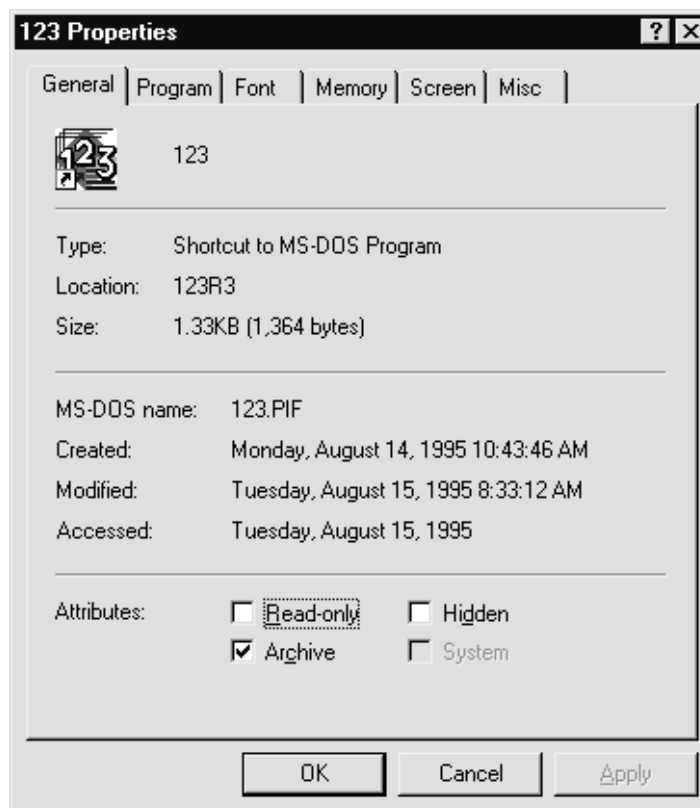 123 Properties
General Program Font Memory Screen Misc
123 123
Type: Shortcut to MS-DOS Program
Location: 123R3
Size: 1.33KB (1,364 bytes)
MS-DOS name: 123.PIF
Created: Monday, August 14, 1995 10:43:46 AM
Modified: Tuesday, August 15, 1995 8:33:12 AM
Accessed: Tuesday, August 15, 1995
Attributes: Read-only Hidden
Archive System
OK Cancel Apply